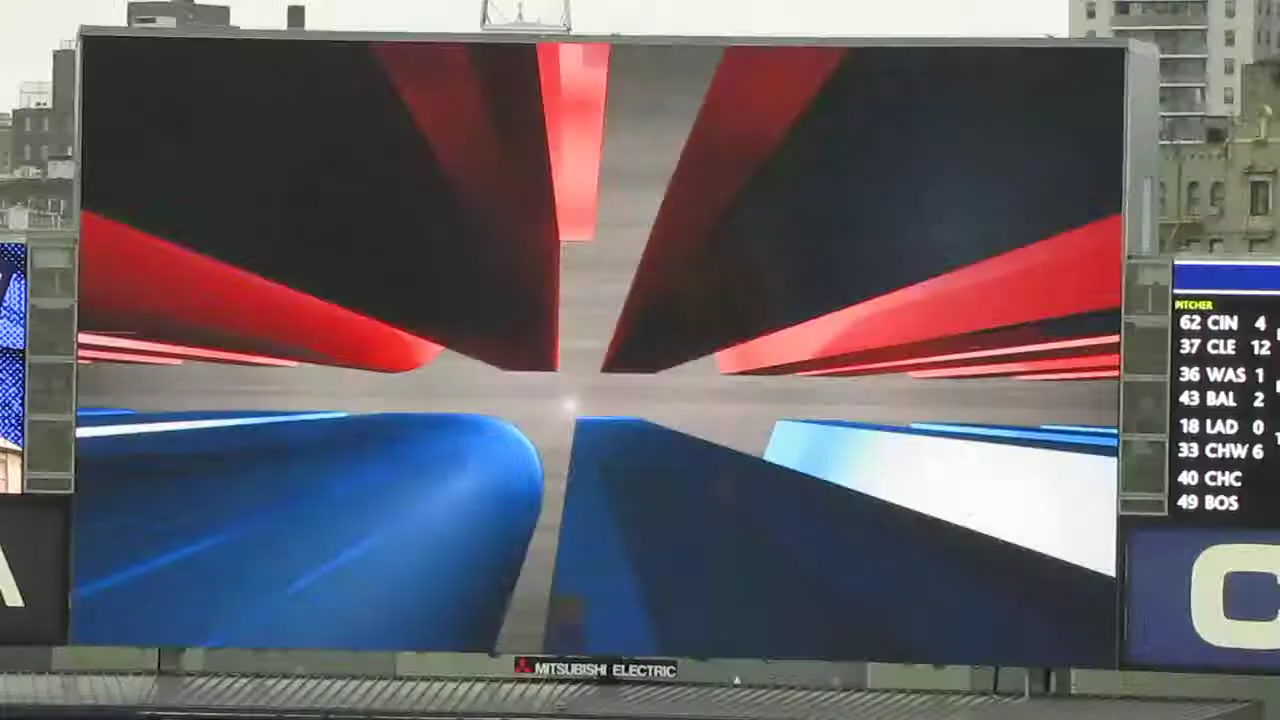 PITCHER
62 CIN 4
37 CLE 12
36 WAS 1
43 BAL 2
18 LAD 0
33 CHW 6
40 CHC
49 BOS
A
C
MITSUBISHI ELECTRIC